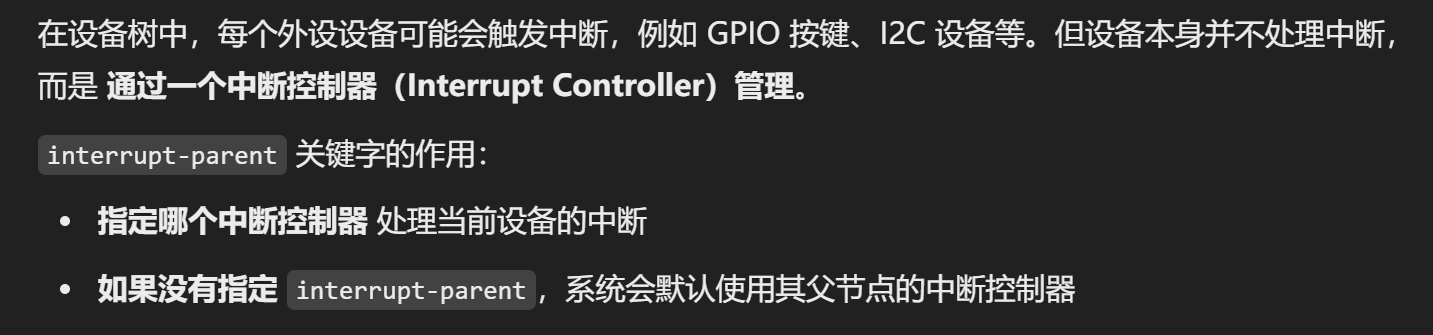 在设备树中，每个外设设备可能会触发中断，例如 GPIO 按键、I2C 设备等。但设备本身并不处理中断，
而是 通过一个中断控制器（Interrupt Controller）管理。
interrupt-parent 关键字的作用：
• 指定哪个中断控制器 处理当前设备的中断
• 如果没有指定 interrupt-parent，系统会默认使用其父节点的中断控制器